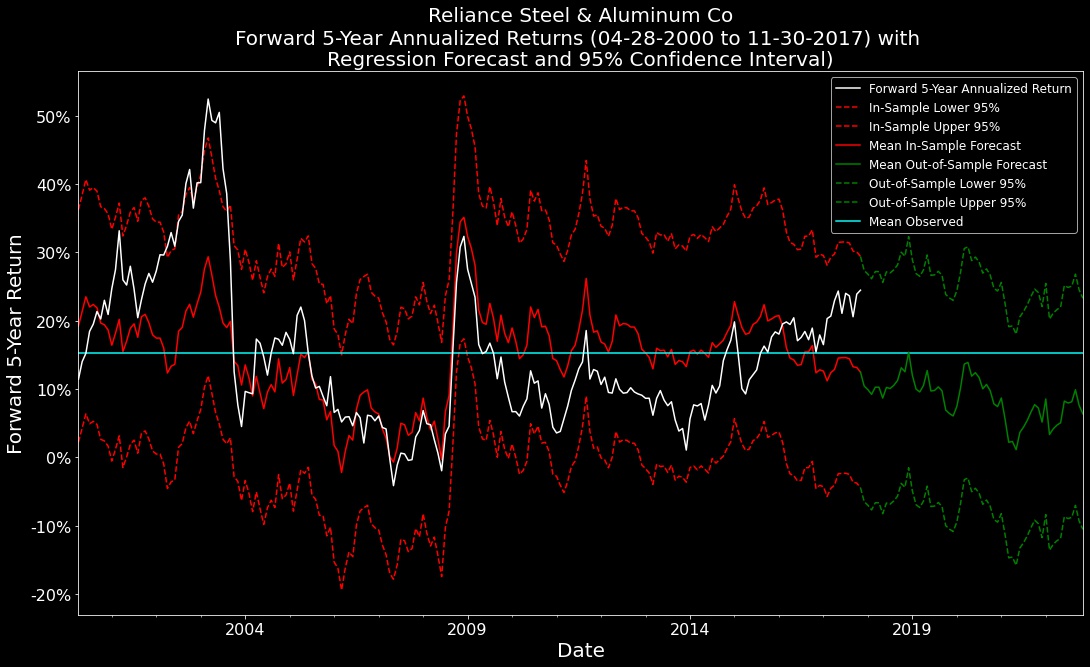 Reliance Steel & Aluminum Co
Forward 5-Year Annualized Returns (04-28-2000 to 11-30-2017) with
Regression Forecast and 95% Confidence Interval)
Forward 5-Year Annualized Return
In-Sample Lower 95%
In-Sample Upper 95%
Mean In-Sample Forecast
Mean Out-of-Sample Forecast
Out-of-Sample Lower 95%
Out-of-Sample Upper 95%
Mean Observed
Forward 5-Year Return
50%
40%
30%
20%
10%
0%
-10%
-20%
2004
2009
2014
2019
Date